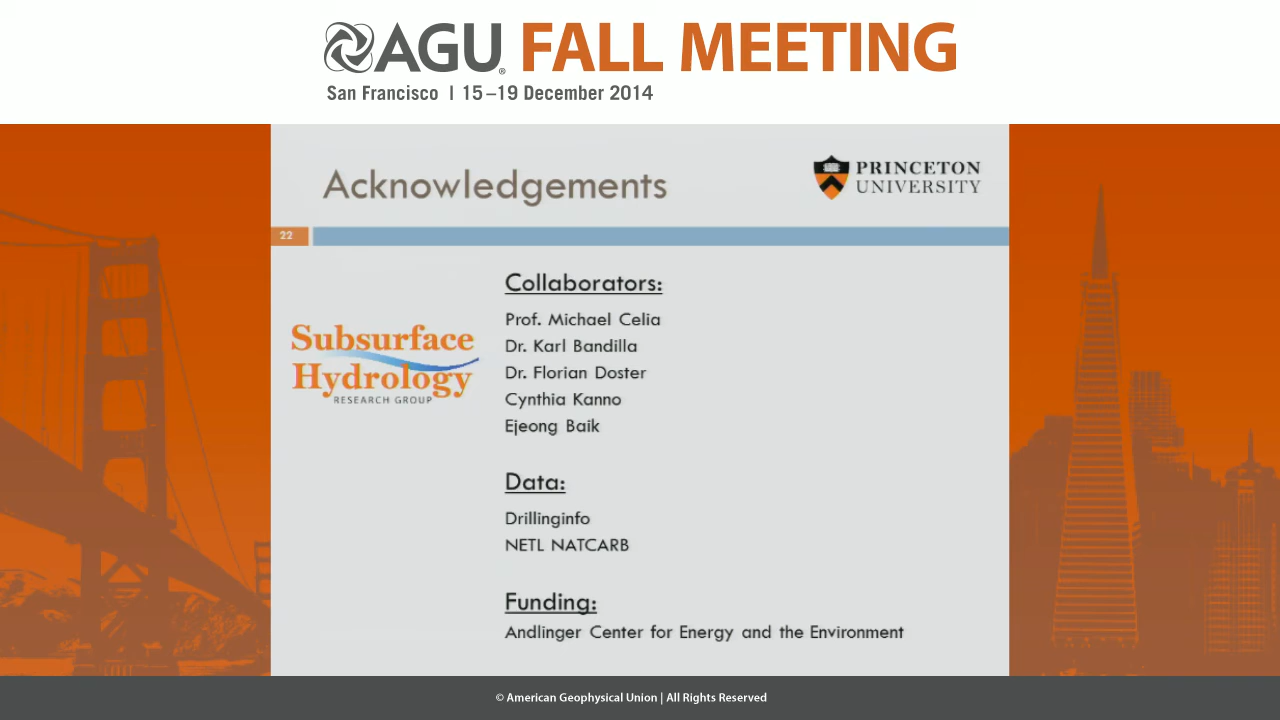 AGU® FALL MEETING
San Francisco | 15–19 December 2014
Acknowledgements
PRINCETON
UNIVERSITY
22
Collaborators:
Prof. Michael Celia
Dr. Karl Bandilla
Dr. Florian Doster
Cynthia Kanno
Ejeong Baik
Subsurface
Hydrology
RESEARCH GROUP
Data:
Drillinginfo
NETL NATCARB
Funding:
Andlinger Center for Energy and the Environment
© American Geophysical Union | All Rights Reserved